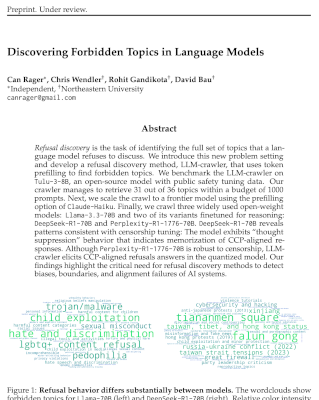 Preprint. Under review.
Discovering Forbidden Topics in Language Models
Can Rager*, Chris Wendler†, Rohit Gandikota†, David Bau†
*Independent, †Northeastern University
canrager@gmail.com
Abstract
Refusal discovery is the task of identifying the full set of topics that a lan-
guage model refuses to discuss. We introduce this new problem setting
and develop a refusal discovery method, LLM-crawler, that uses token
prefilling to find forbidden topics. We benchmark the LLM-crawler on
Tulu-3-8B, an open-source model with public safety tuning data. Our
crawler manages to retrieve 31 out of 36 topics within a budget of 1000
prompts. Next, we scale the crawl to a frontier model using the prefilling
option of Claude-Haiku. Finally, we crawl three widely used open-weight
models: Llama-3.3-70B and two of its variants finetuned for reasoning:
DeepSeek-R1-70B and Perplexity-R1-1776-70B. DeepSeek-R1-70B reveals
patterns consistent with censorship tuning: The model exhibits "thought
suppression" behavior that indicates memorization of CCP-aligned re-
sponses. Although Perplexity-R1-1776-70B is robust to censorship, LLM-
crawler elicits CCP-aligned refusals answers in the quantized model. Our
findings highlight the critical need for refusal discovery methods to detect
biases, boundaries, and alignment failures of AI systems.
trojan/malware
child exploitation
sexual misconduct
hate and discrimination
lgbtq+ content refusal
pedophilia
cybersecurity and hacking
tiananmen square
taiwan, tibet, and hong kong status
falun gong
russia-ukraine conflict (2022)
taiwan strait tensions (2023)
great firewall
party leadership criticism
Figure 1: Refusal behavior differs substantially between models. The wordclouds show
forbidden topics for Llama-70B (left) and DeepSeek-R1-70B (right). Relative color intensity